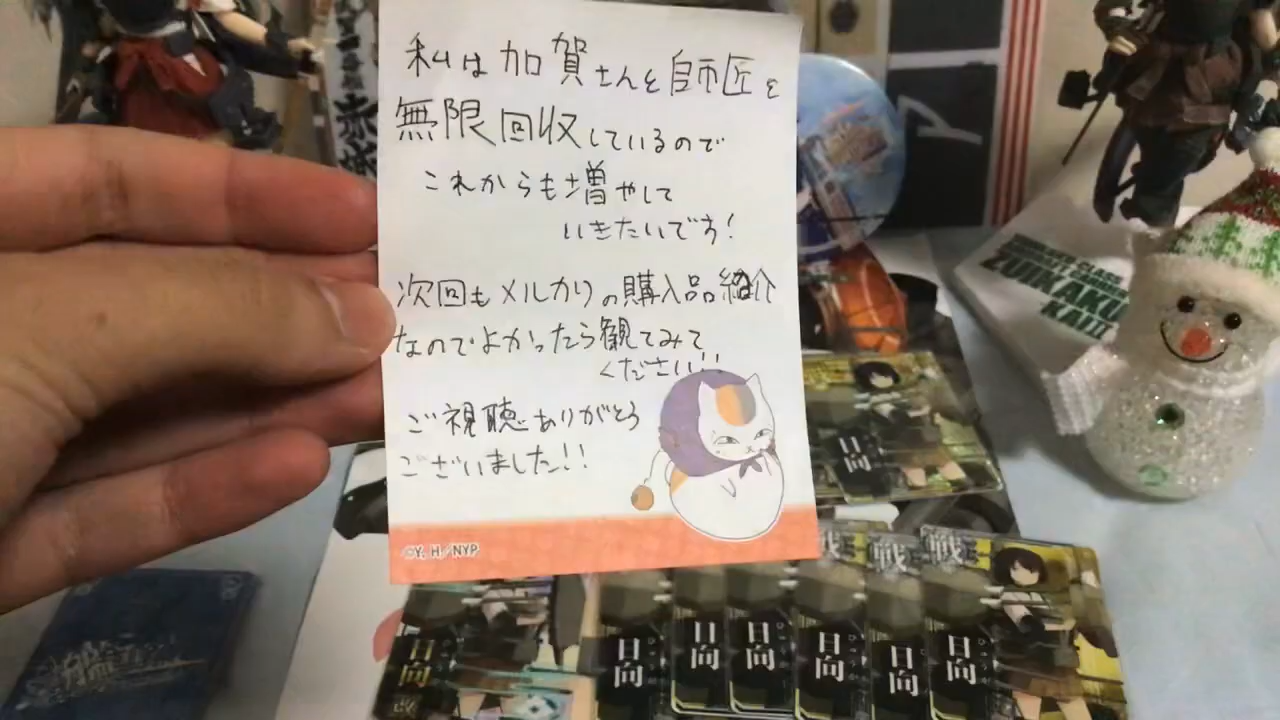 私は加賀さんと師匠を
無限回収しているので
これからも増やして
いきたいです!
次回もメルカリの購入品紹介
なのでよかったら観てみて
ください!!
ご視聴ありがとう
ございました!!
©Y. H/NYP
ZUIKAKU
KAI II
日向
戦
戦
日向
日向
日向
日向
日向
日向
日向